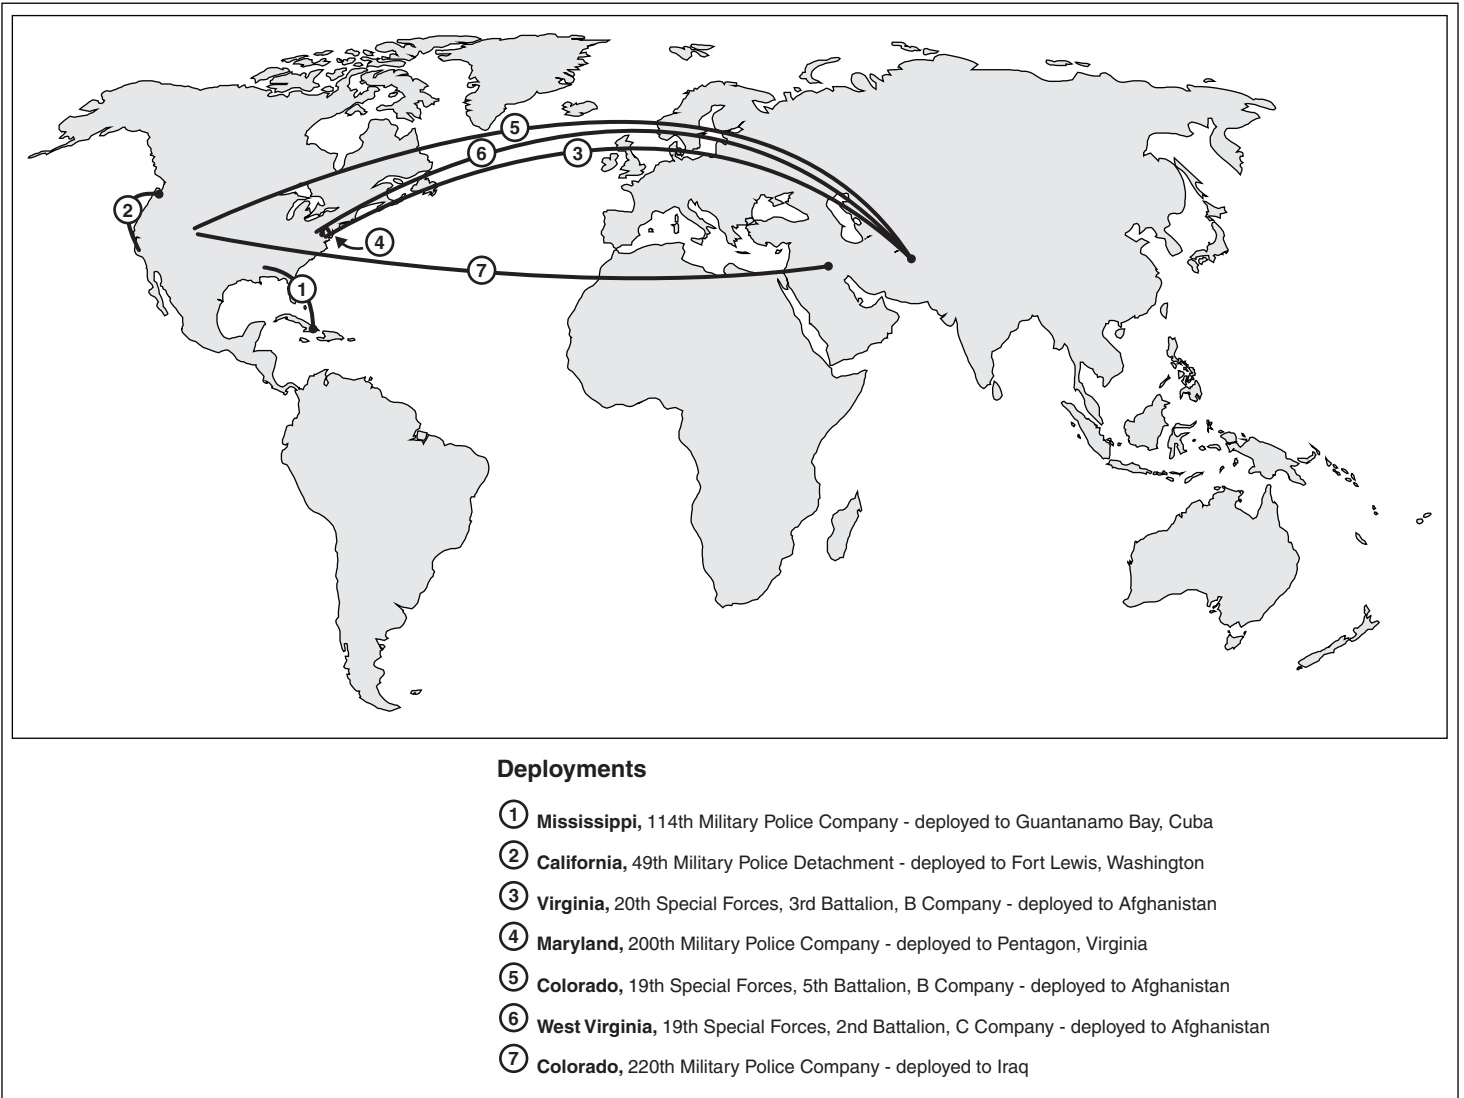 5
6
3
2
4
7
1
Deployments
1 Mississippi, 114th Military Police Company - deployed to Guantanamo Bay, Cuba
2 California, 49th Military Police Detachment - deployed to Fort Lewis, Washington
3 Virginia, 20th Special Forces, 3rd Battalion, B Company - deployed to Afghanistan
4 Maryland, 200th Military Police Company - deployed to Pentagon, Virginia
5 Colorado, 19th Special Forces, 5th Battalion, B Company - deployed to Afghanistan
6 West Virginia, 19th Special Forces, 2nd Battalion, C Company - deployed to Afghanistan
7 Colorado, 220th Military Police Company - deployed to Iraq